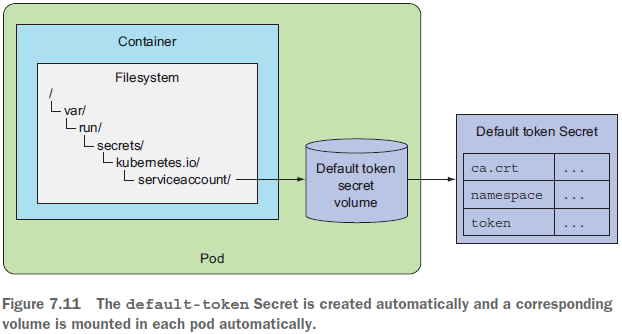 Container
Filesystem
/
var/
run/
secrets/
kubernetes.io/
serviceaccount/
Default token
secret
volume
Pod
Default token Secret
ca.crt ...
namespace ...
token ...
Figure 7.11 The default-token Secret is created automatically and a corresponding
volume is mounted in each pod automatically.